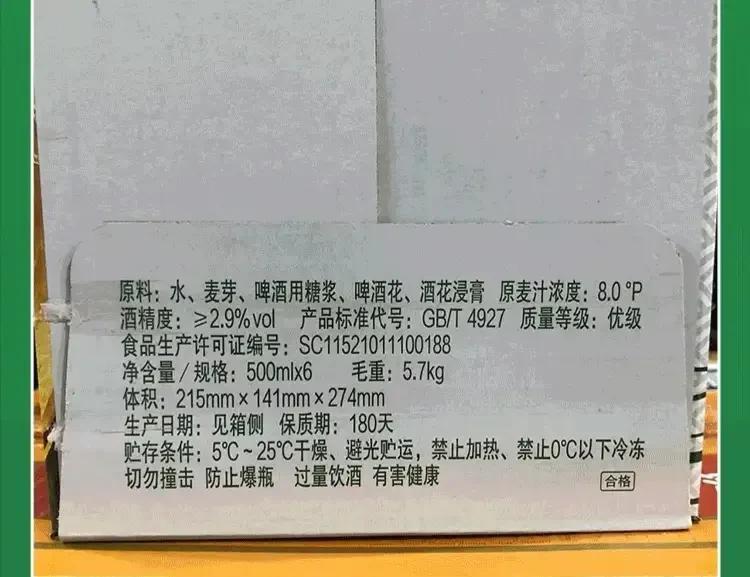 原料：水、麦芽、啤酒用糖浆、啤酒花、酒花浸膏 原麦汁浓度：8.0 °P
酒精度：≥2.9%vol 产品标准代号：GB/T 4927 质量等级：优级
食品生产许可证编号：SC11521011100188
净含量/规格：500mlx6 毛重：5.7kg
体积：215mm×141mm×274mm
生产日期：见箱侧 保质期：180天
贮存条件：5℃~25℃干燥、避光贮运，禁止加热、禁止0℃以下冷冻
切勿撞击 防止爆瓶 过量饮酒 有害健康
合格